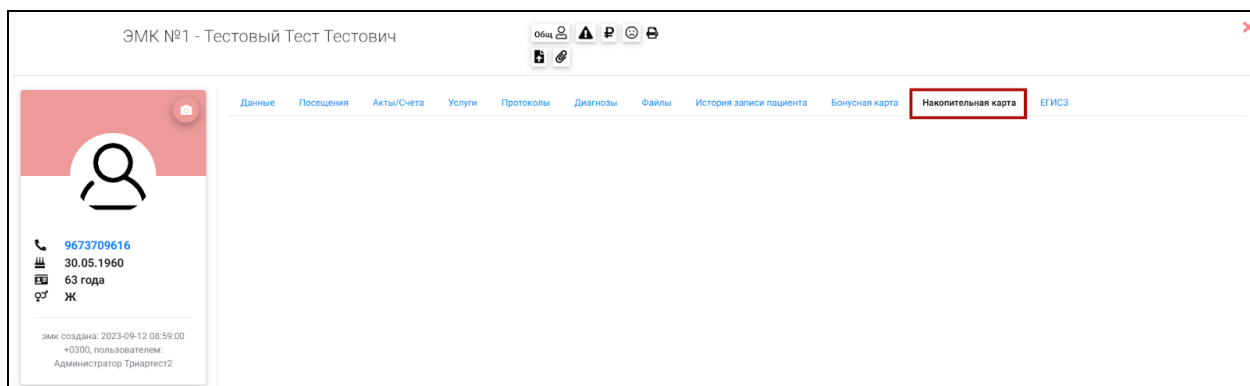 ЭМК №1 - Тестовый Тест Тестович
Общ
Данные Посещения Акты/Счета Услуги Протоколы Диагнозы Файлы История записи пациента Бонусная карта Накопительная карта ЕГИСЗ
9673709616
30.05.1960
63 года
Ж
эмк создана: 2023-09-12 08:59:00
+0300, пользователем:
Администратор Триартест2